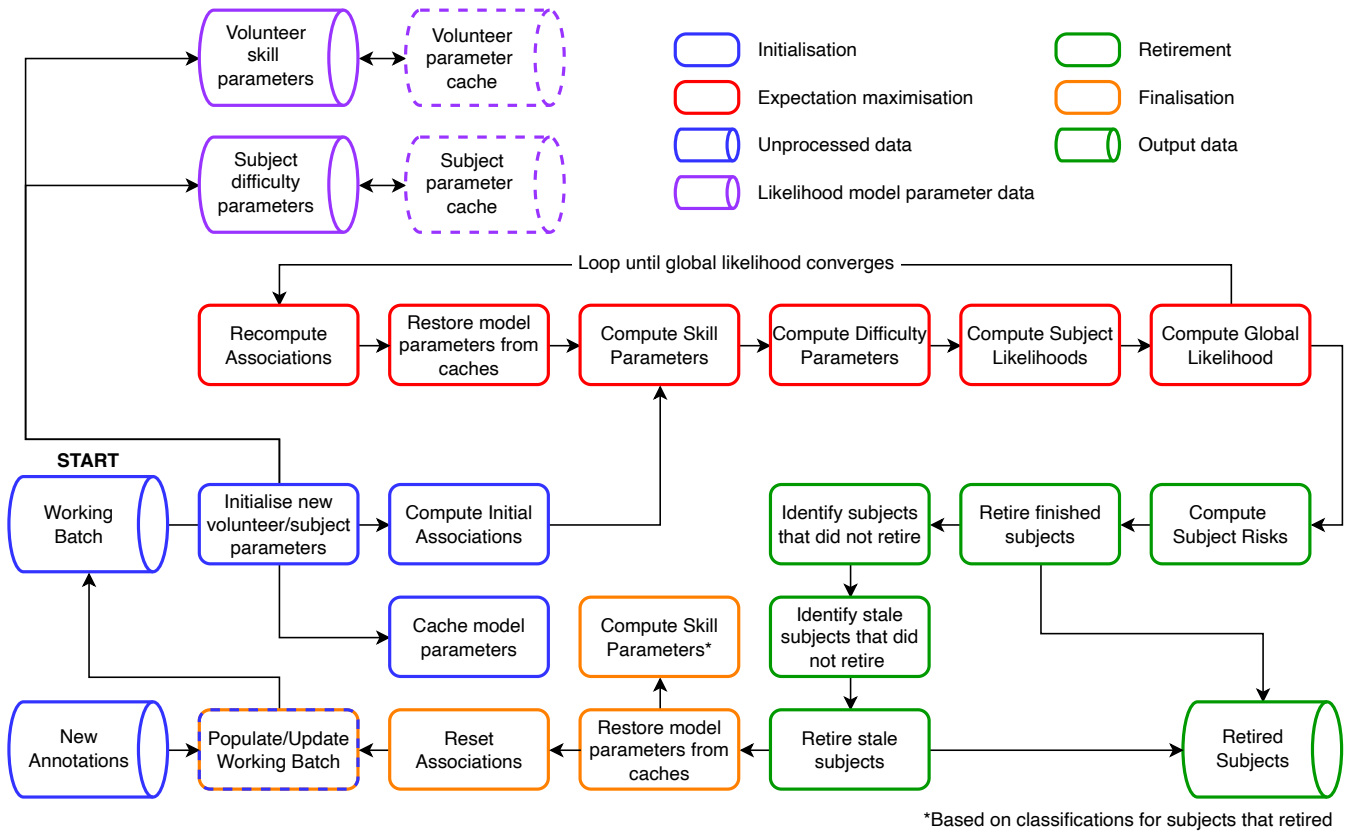 Volunteer
skill
parameters
Volunteer
parameter
cache
Subject
difficulty
parameters
Subject
parameter
cache
Initialisation
Expectation maximisation
Unprocessed data
Likelihood model parameter data
Retirement
Finalisation
Output data
Loop until global likelihood converges
Recompute
Associations
Restore model
parameters from
caches
Compute Skill
Parameters
Compute Difficulty
Parameters
Compute Subject
Likelihoods
Compute Global
Likelihood
START
Working
Batch
Initialise new
volunteer/subject
parameters
Compute Initial
Associations
Identify subjects
that did not retire
Retire finished
subjects
Compute
Subject Risks
Cache model
parameters
Compute Skill
Parameters*
Identify stale
subjects that did
not retire
New
Annotations
Populate/Update
Working Batch
Reset
Associations
Restore model
parameters from
caches
Retire stale
subjects
Retired
Subjects
*Based on classifications for subjects that retired